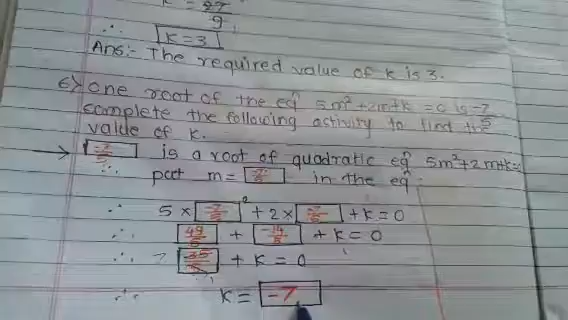 K = 27/9
∴ K=3
Ans:- The required value of k is 3.
6) One root of the eqⁿ 5m²+2m+k=0 is -7/5
complete the following activity to find the
value of k.
→ -7/5 is a root of quadratic eqⁿ 5m²+2m+k=0
∴ put m= -7/5 in the eqⁿ.
∴ 5 × -7/5 ² + 2 × -7/5 + k = 0
∴ 49/5 + -14/5 + k = 0
∴ 35/5 + k = 0
∴ k = -7